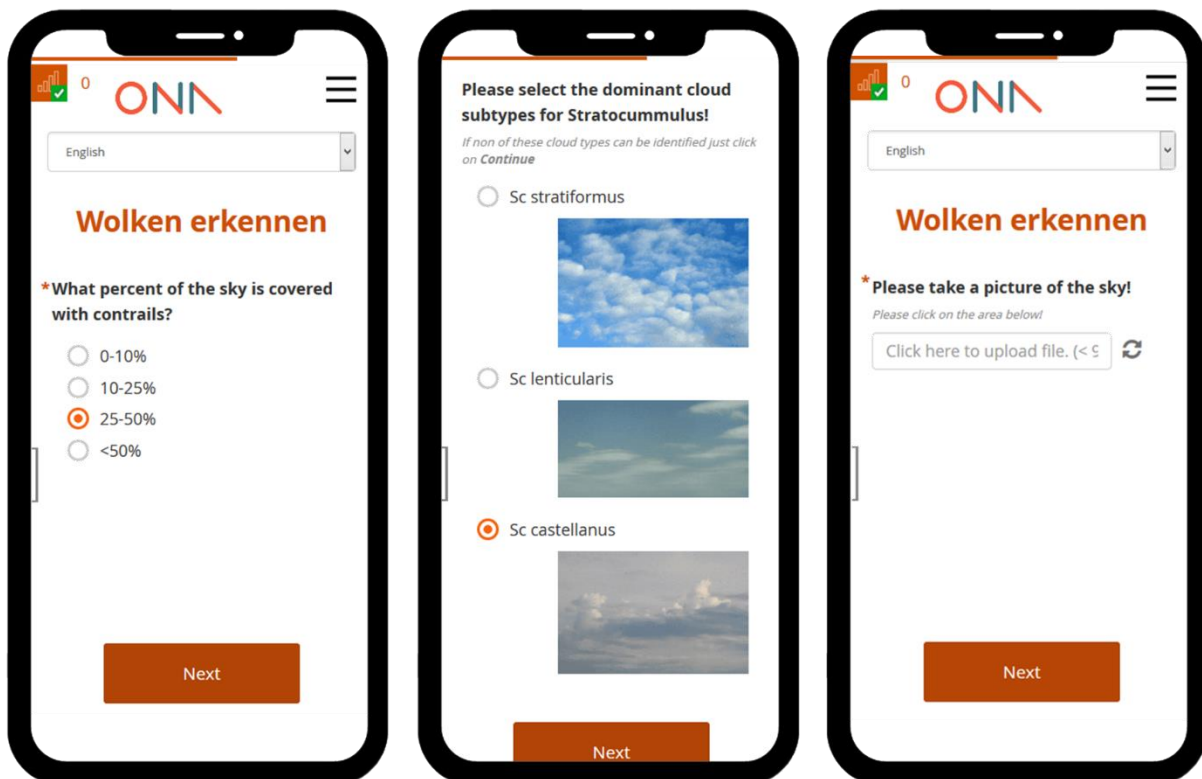 0
ONA
English
Wolken erkennen
*What percent of the sky is covered
with contrails?
0-10%
10-25%
25-50%
<50%
Next
Please select the dominant cloud
subtypes for Stratocummulus!
If non of these cloud types can be identified just click
on Continue
Sc stratiformus
Sc lenticularis
Sc castellanus
Next
0
ONA
English
Wolken erkennen
*Please take a picture of the sky!
Please click on the area below!
Click here to upload file. (< 9
Next